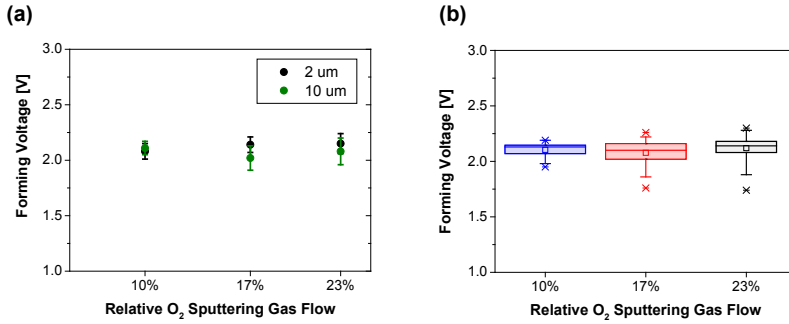 (a)
3.0
2.5
2.0
1.5
1.0
Forming Voltage [V]
2 um
10 um
10%
17%
23%
Relative O₂ Sputtering Gas Flow
(b)
3.0
2.5
2.0
1.5
1.0
Forming Voltage [V]
10%
17%
23%
Relative O₂ Sputtering Gas Flow